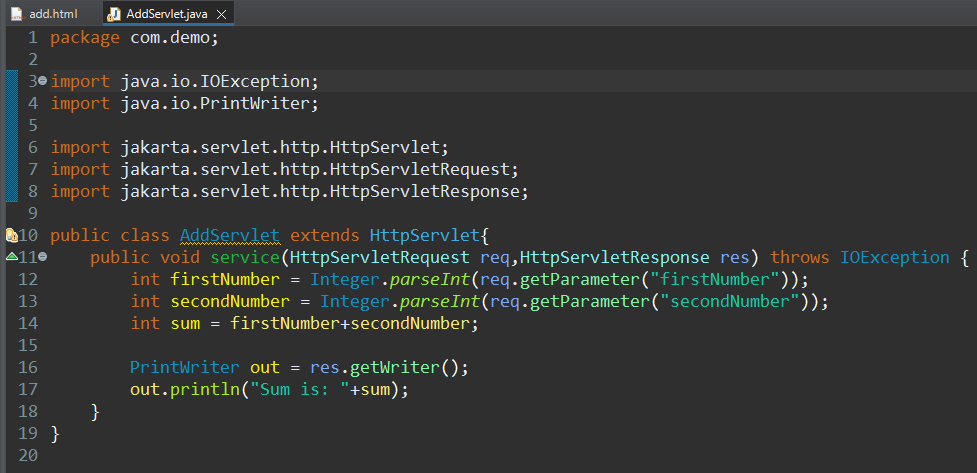 add.html AddServlet.java
1 package com.demo;
2
3 import java.io.IOException;
4 import java.io.PrintWriter;
5
6 import jakarta.servlet.http.HttpServlet;
7 import jakarta.servlet.http.HttpServletRequest;
8 import jakarta.servlet.http.HttpServletResponse;
9
10 public class AddServlet extends HttpServlet{
11     public void service(HttpServletRequest req,HttpServletResponse res) throws IOException {
12         int firstNumber = Integer.parseInt(req.getParameter("firstNumber"));
13         int secondNumber = Integer.parseInt(req.getParameter("secondNumber"));
14         int sum = firstNumber+secondNumber;
15
16         PrintWriter out = res.getWriter();
17         out.println("Sum is: "+sum);
18     }
19 }
20